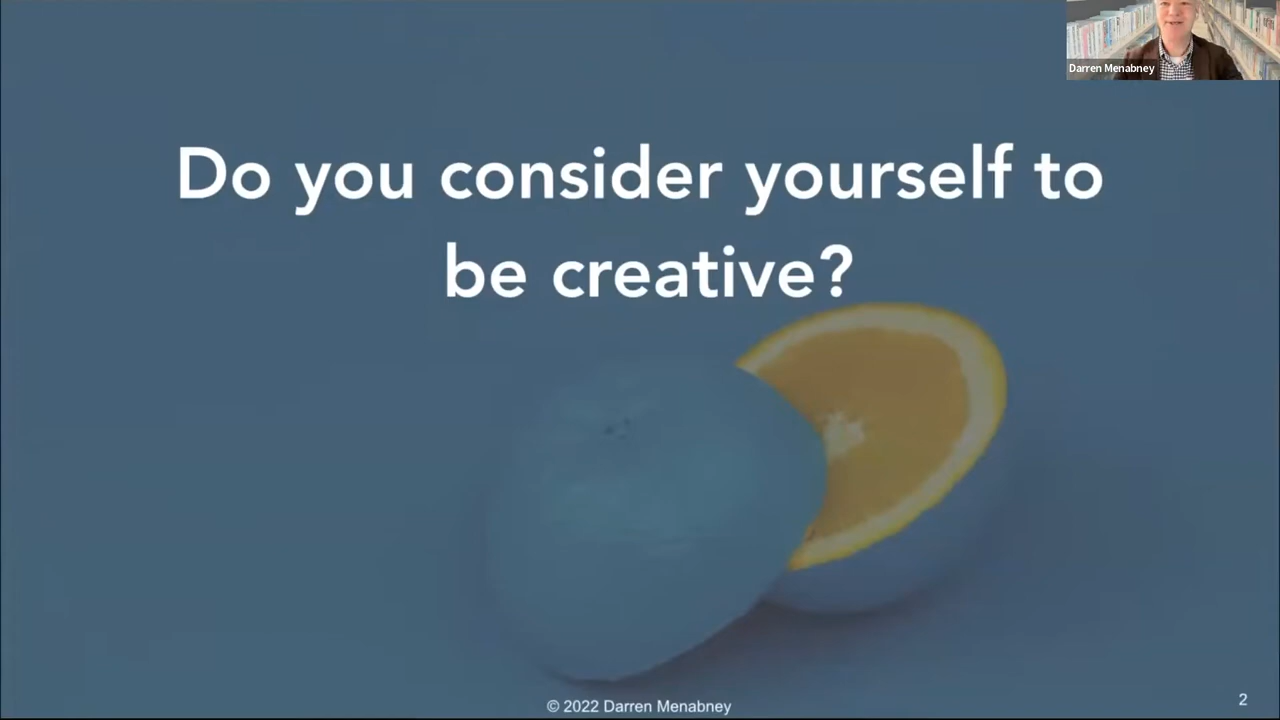 Darren Menabney
Do you consider yourself to
be creative?
© 2022 Darren Menabney
2